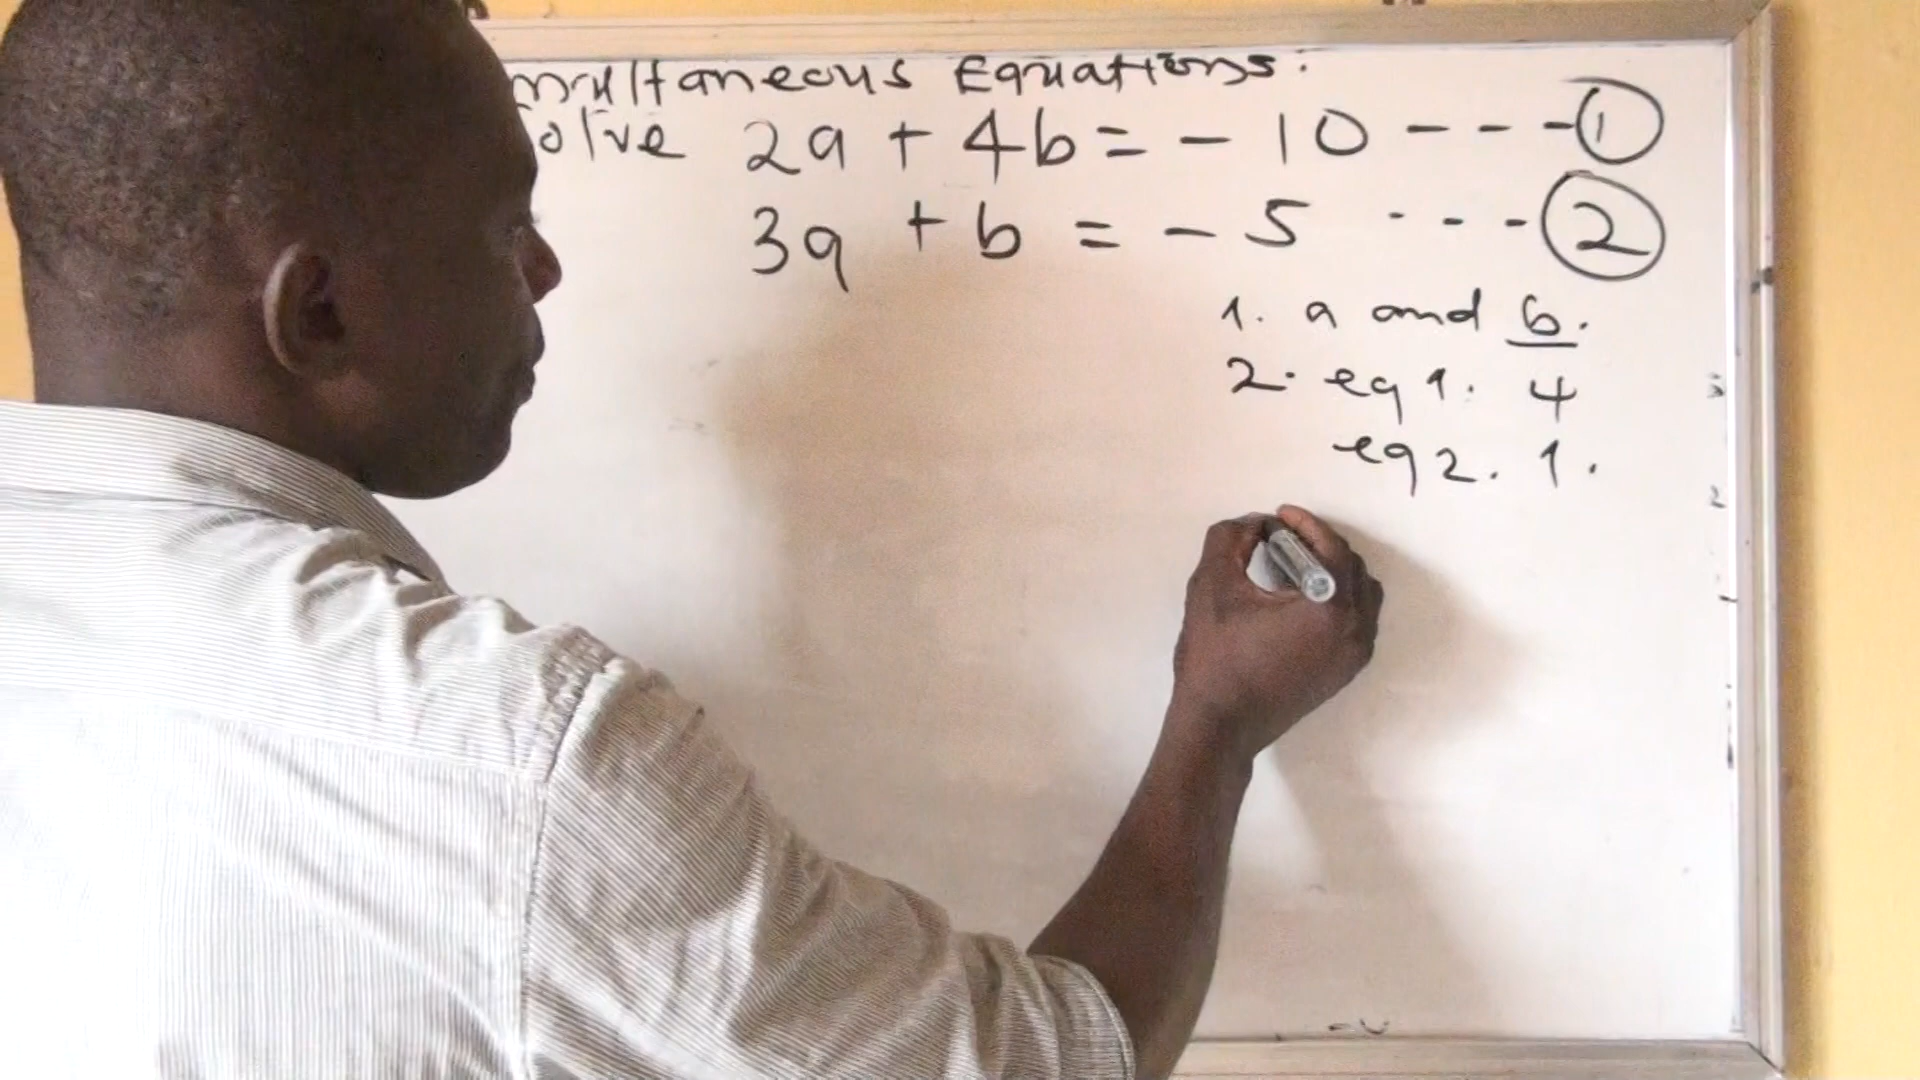 multaneous Equations.
olve 2a + 4b = - 10 - - - 1
3a + b = - 5 - - - 2
1. a and b.
2. eq 1. 4
eq 2. 1.